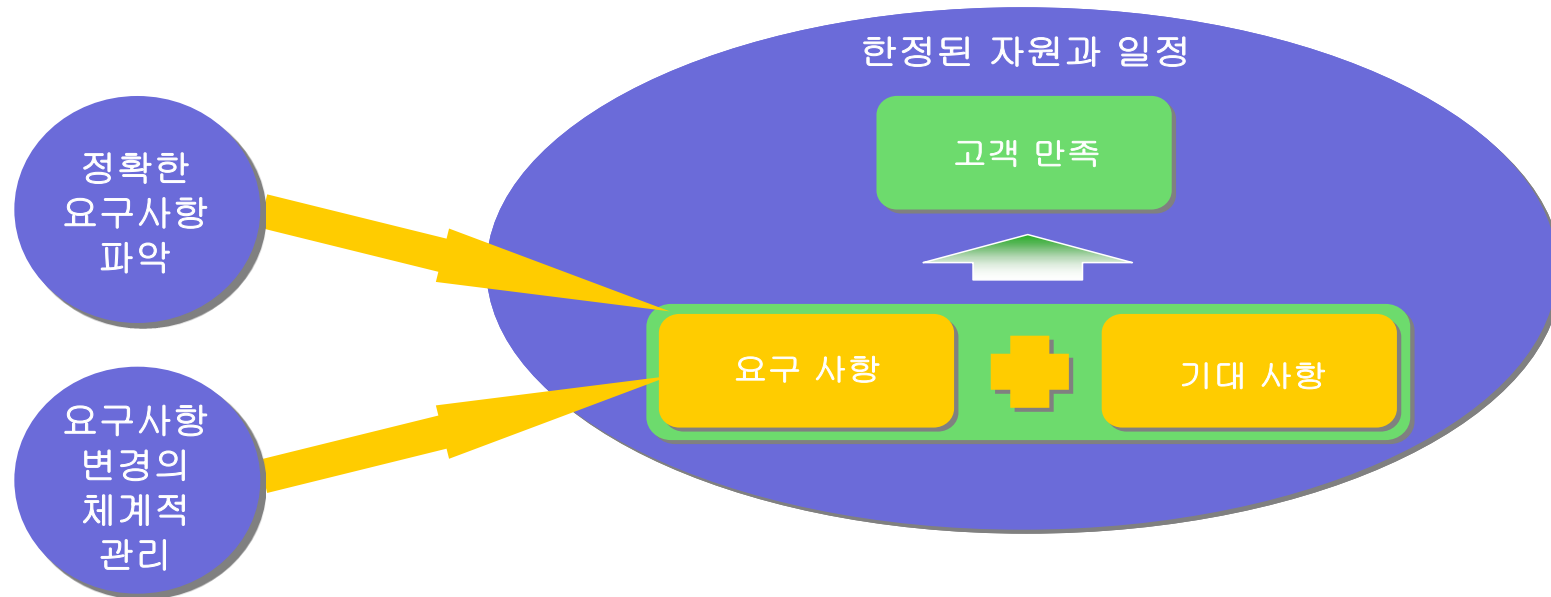 한정된 자원과 일정
고객 만족
정확한
요구사항
파악
요구 사항
기대 사항
요구사항
변경의
체계적
관리